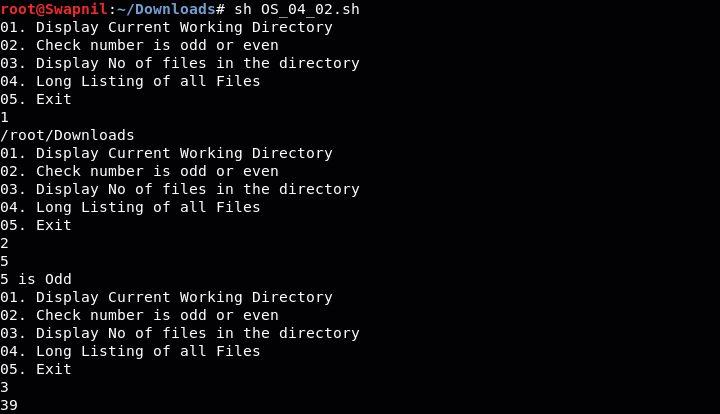 root@Swapnil:~/Downloads# sh OS_04_02.sh
01. Display Current Working Directory
02. Check number is odd or even
03. Display No of files in the directory
04. Long Listing of all Files
05. Exit
1
/root/Downloads
01. Display Current Working Directory
02. Check number is odd or even
03. Display No of files in the directory
04. Long Listing of all Files
05. Exit
2
5
5 is Odd
01. Display Current Working Directory
02. Check number is odd or even
03. Display No of files in the directory
04. Long Listing of all Files
05. Exit
3
39